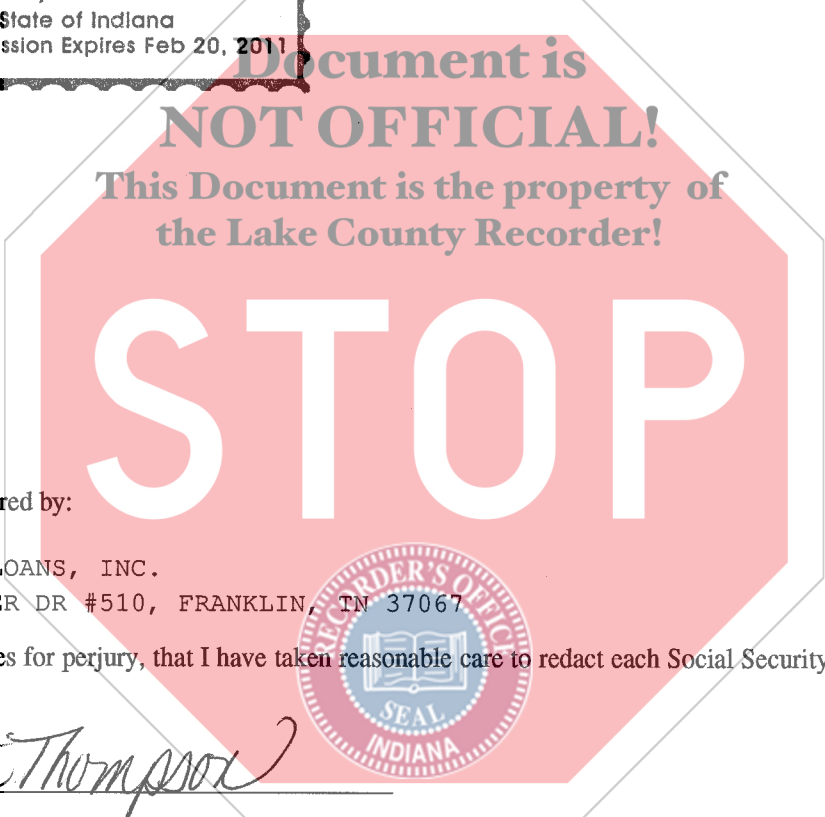 State of Indiana
ssion Expires Feb 20, 2011
Document is
NOT OFFICIAL!
This Document is the property of
the Lake County Recorder!
STOP
red by:
LOANS, INC.
R DR #510, FRANKLIN, TN 37067
RECORDER'S OFFICE
es for perjury, that I have taken reasonable care to redact each Social Security
SEAL
INDIANA
Thompson